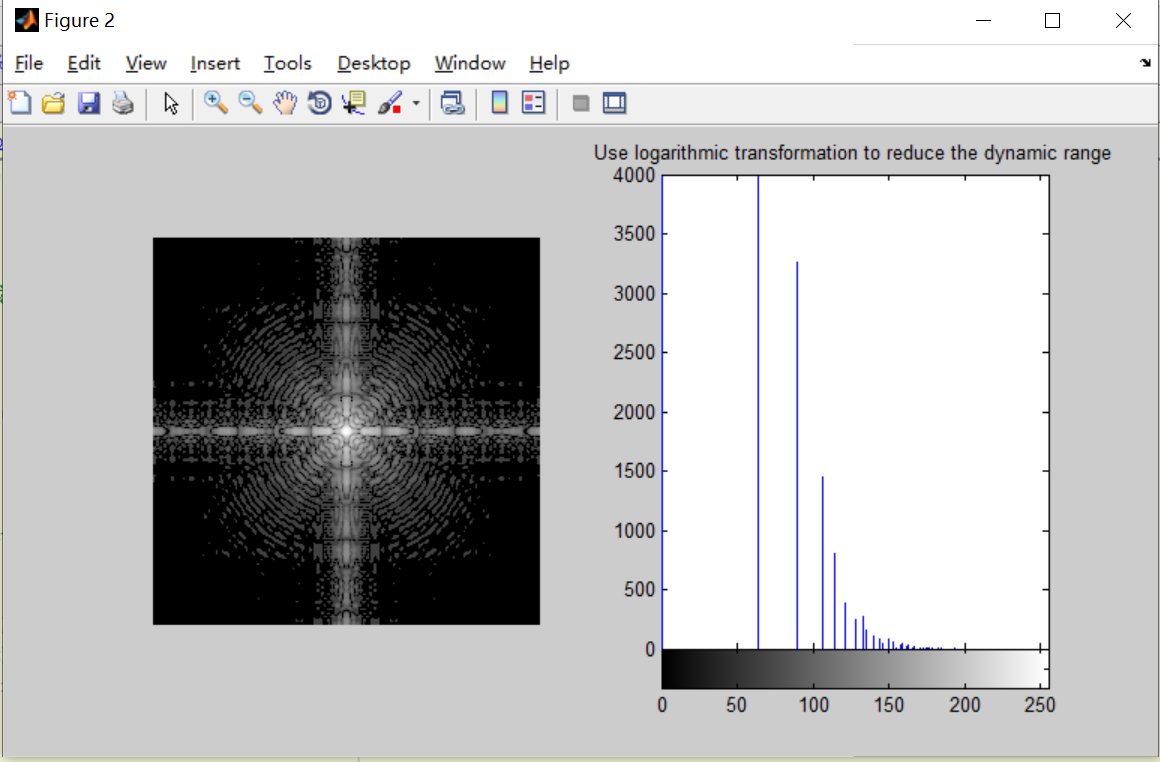 Figure 2
File Edit View Insert Tools Desktop Window Help
Use logarithmic transformation to reduce the dynamic range
4000
3500
3000
2500
2000
1500
1000
500
0
0 50 100 150 200 250